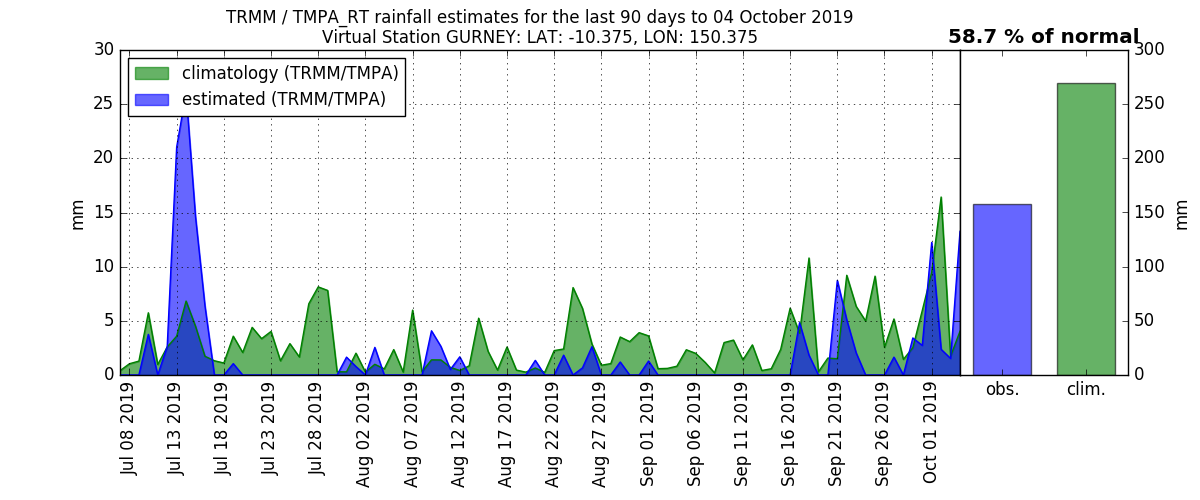 TRMM / TMPA_RT rainfall estimates for the last 90 days to 04 October 2019
Virtual Station GURNEY: LAT: -10.375, LON: 150.375
58.7 % of normal
climatology (TRMM/TMPA)
estimated (TRMM/TMPA)
30
25
20
15
10
5
0
mm
300
250
200
150
100
50
0
mm
Jul 08 2019
Jul 13 2019
Jul 18 2019
Jul 23 2019
Jul 28 2019
Aug 02 2019
Aug 07 2019
Aug 12 2019
Aug 17 2019
Aug 22 2019
Aug 27 2019
Sep 01 2019
Sep 06 2019
Sep 11 2019
Sep 16 2019
Sep 21 2019
Sep 26 2019
Oct 01 2019
obs.
clim.